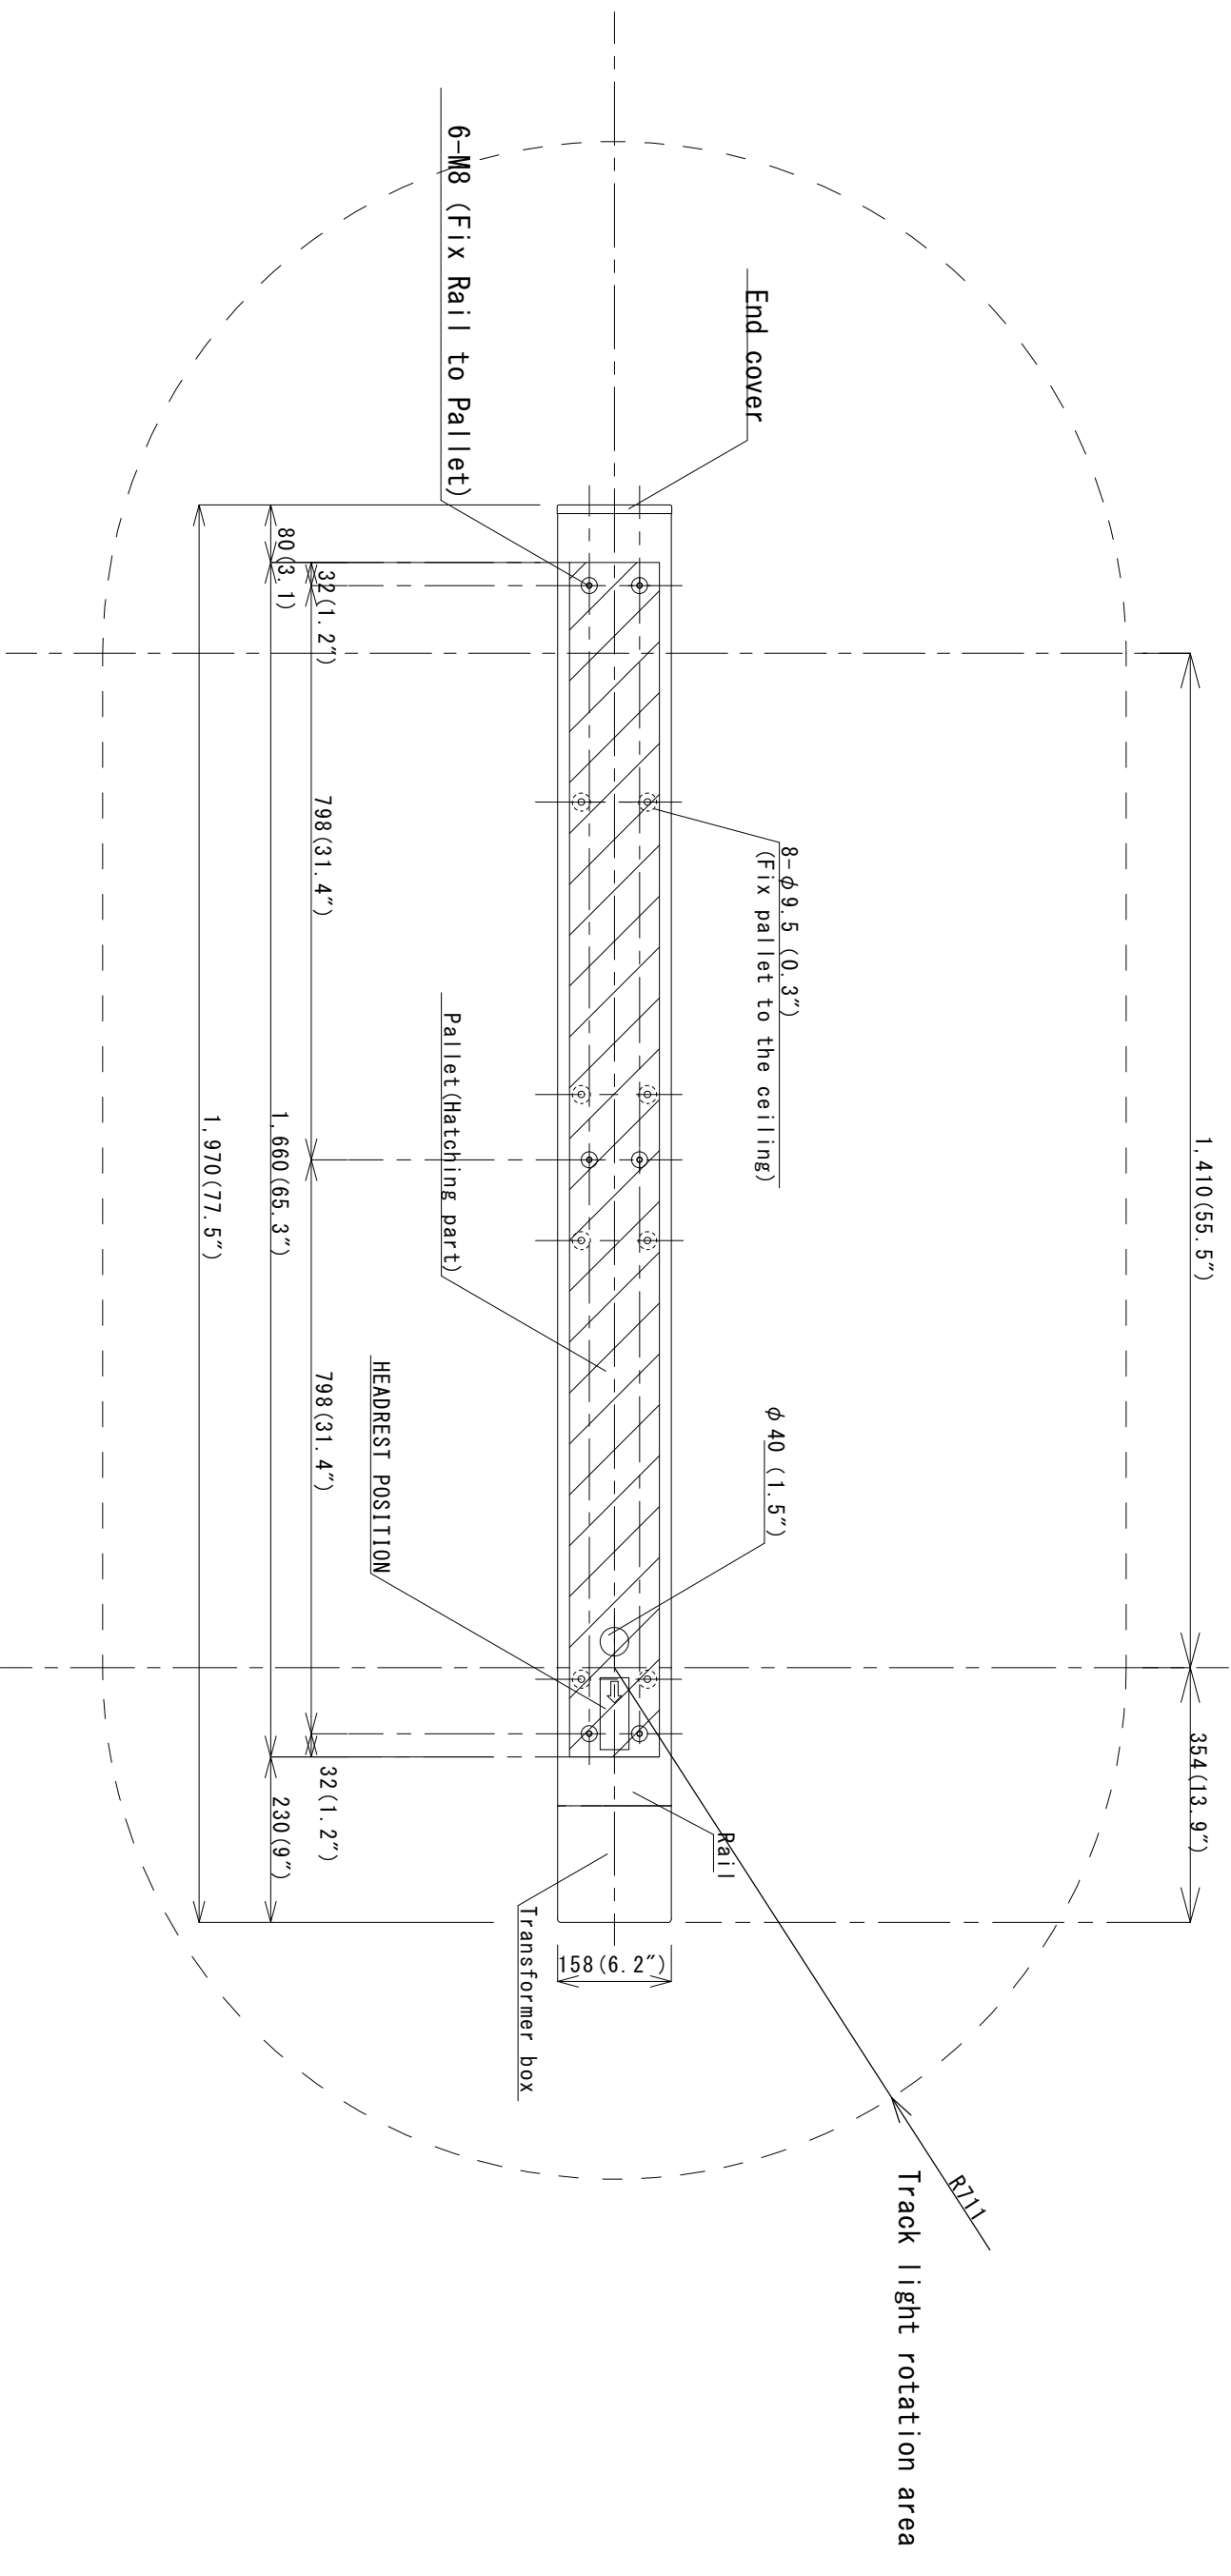 6-M8 (Fix Rail to Pallet)
End cover
80(3.1)
32(1.2″)
798(31.4″)
8-φ9.5 (0.3″)
(Fix pallet to the ceiling)
Pallet(Hatching part)
1,970(77.5″)
1,660(65.3″)
1,410(55.5″)
798(31.4″)
HEADREST POSITION
φ40 (1.5″)
354(13.9″)
32(1.2″)
230(9″)
Rail
Transformer box
158(6.2″)
R711
Track light rotation area